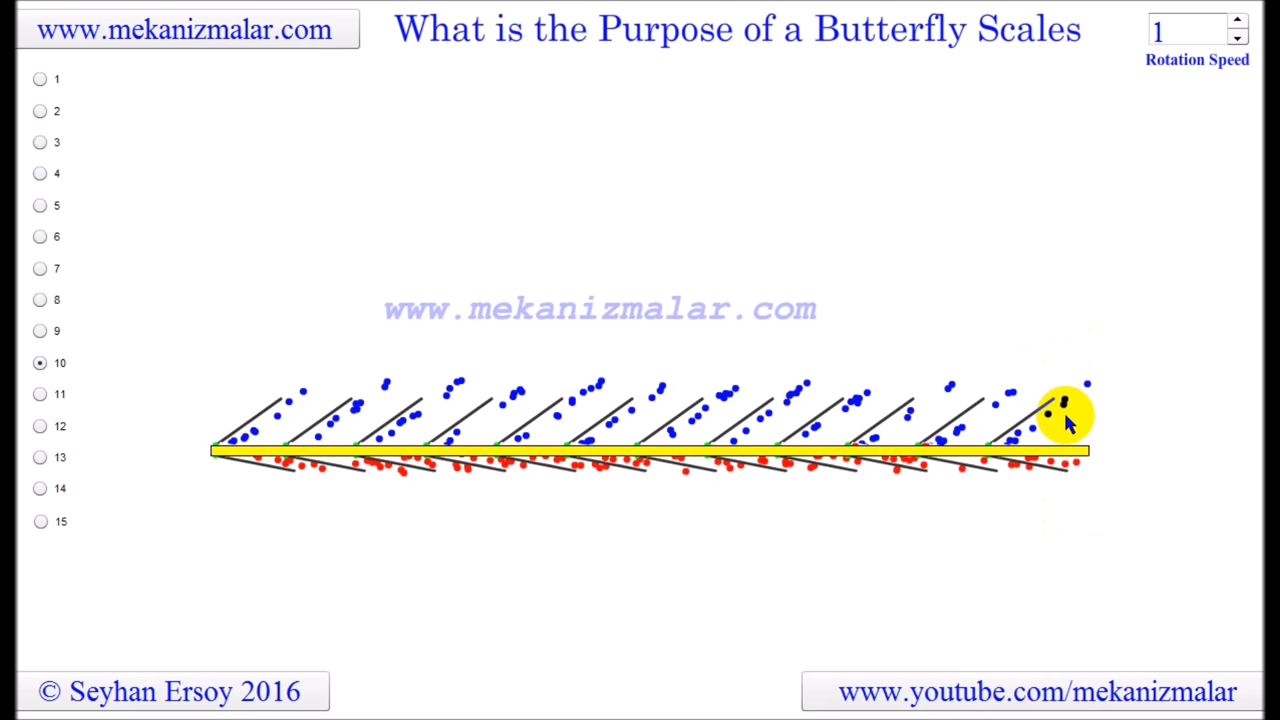 www.mekanizmalar.com
What is the Purpose of a Butterfly Scales
1
Rotation Speed
1
2
3
4
5
6
7
8
9
10
11
12
13
14
15
www.mekanizmalar.com
© Seyhan Ersoy 2016
www.youtube.com/mekanizmalar